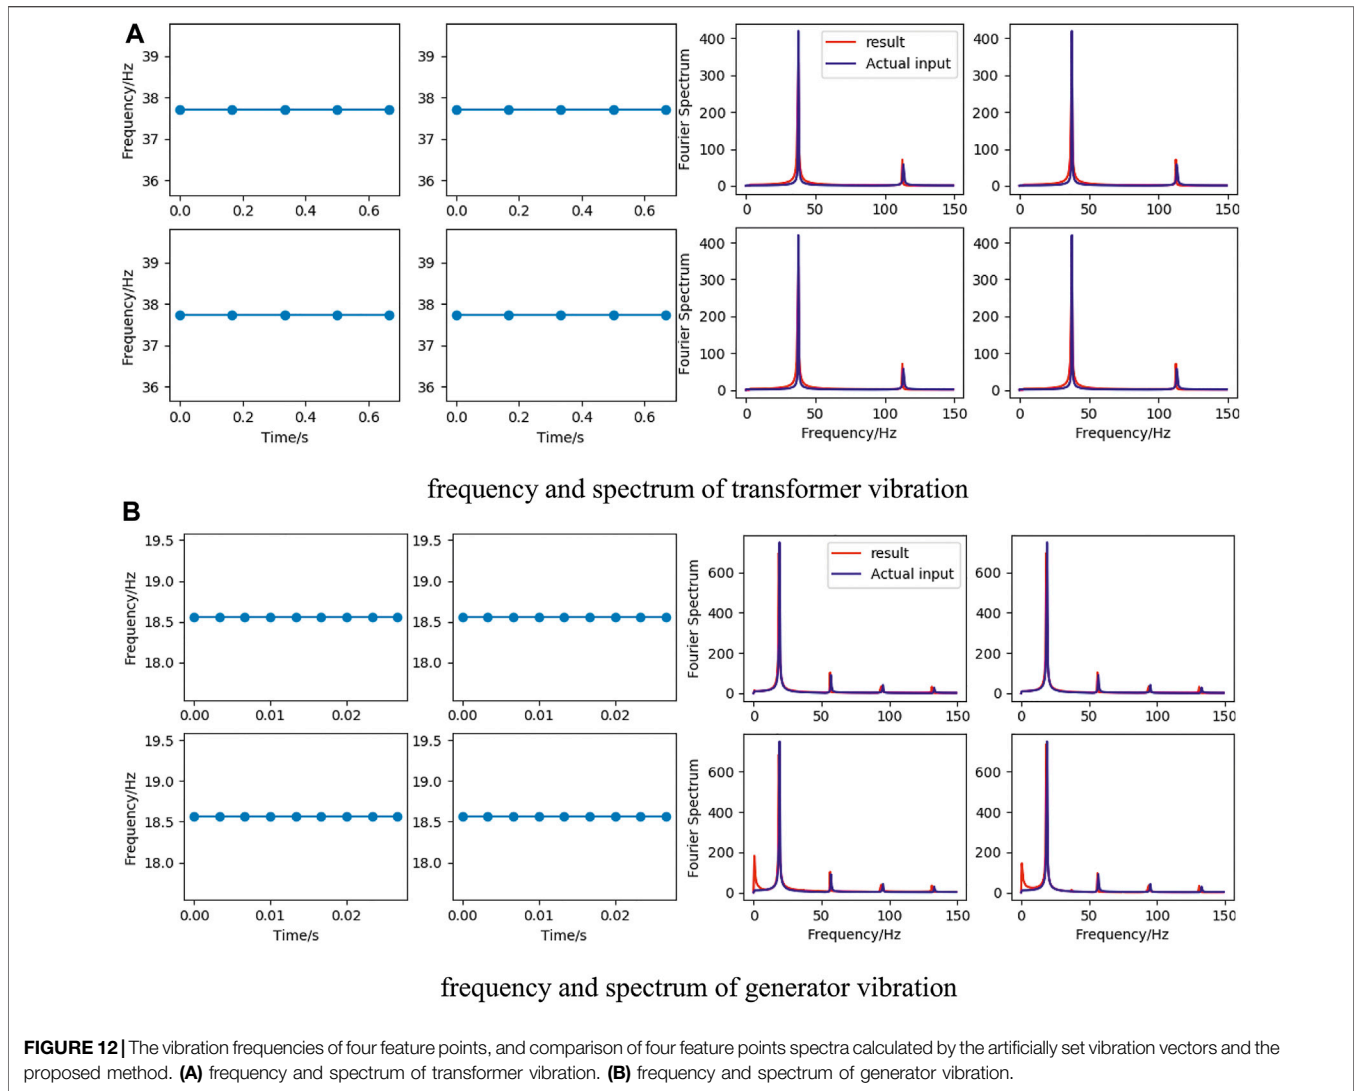 A
39
38
37
36
Frequency/Hz
0.0 0.2 0.4 0.6
39
38
37
36
0.0 0.2 0.4 0.6
400
300
200
100
0
Fourier Spectrum
result
Actual input
0 50 100 150
400
300
200
100
0
0 50 100 150
39
38
37
36
Frequency/Hz
0.0 0.2 0.4 0.6
Time/s
39
38
37
36
0.0 0.2 0.4 0.6
Time/s
400
300
200
100
0
Fourier Spectrum
0 50 100 150
Frequency/Hz
400
300
200
100
0
0 50 100 150
Frequency/Hz
frequency and spectrum of transformer vibration
B
19.5
19.0
18.5
18.0
Frequency/Hz
0.00 0.01 0.02
19.5
19.0
18.5
18.0
0.00 0.01 0.02
600
400
200
0
Fourier Spectrum
result
Actual input
0 50 100 150
600
400
200
0
0 50 100 150
19.5
19.0
18.5
18.0
Frequency/Hz
0.00 0.01 0.02
Time/s
19.5
19.0
18.5
18.0
0.00 0.01 0.02
Time/s
600
400
200
0
Fourier Spectrum
0 50 100 150
Frequency/Hz
600
400
200
0
0 50 100 150
Frequency/Hz
frequency and spectrum of generator vibration
FIGURE 12 | The vibration frequencies of four feature points, and comparison of four feature points spectra calculated by the artificially set vibration vectors and the
proposed method. (A) frequency and spectrum of transformer vibration. (B) frequency and spectrum of generator vibration.